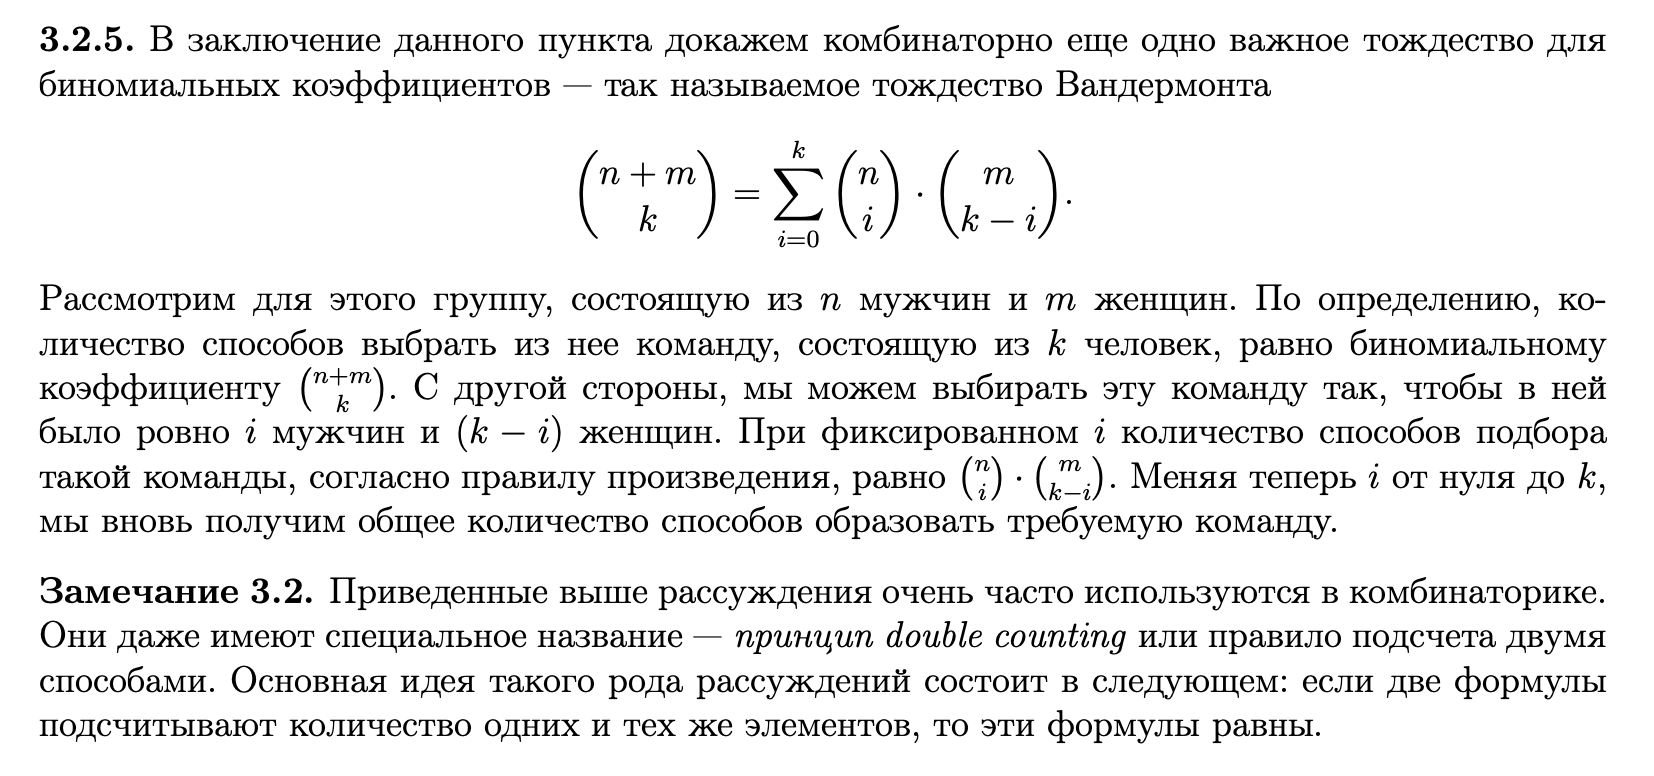 3.2.5. В заключение данного пункта докажем комбинаторно еще одно важное тождество для
биномиальных коэффициентов — так называемое тождество Вандермонта
$$\binom{n+m}{k} = \sum_{i=0}^{k} \binom{n}{i} \cdot \binom{m}{k-i}.$$
Рассмотрим для этого группу, состоящую из $n$ мужчин и $m$ женщин. По определению, ко-
личество способов выбрать из нее команду, состоящую из $k$ человек, равно биномиальному
коэффициенту $\binom{n+m}{k}$. С другой стороны, мы можем выбирать эту команду так, чтобы в ней
было ровно $i$ мужчин и $(k-i)$ женщин. При фиксированном $i$ количество способов подбора
такой команды, согласно правилу произведения, равно $\binom{n}{i} \cdot \binom{m}{k-i}$. Меняя теперь $i$ от нуля до $k$,
мы вновь получим общее количество способов образовать требуемую команду.
Замечание 3.2. Приведенные выше рассуждения очень часто используются в комбинаторике.
Они даже имеют специальное название — принцип double counting или правило подсчета двумя
способами. Основная идея такого рода рассуждений состоит в следующем: если две формулы
подсчитывают количество одних и тех же элементов, то эти формулы равны.